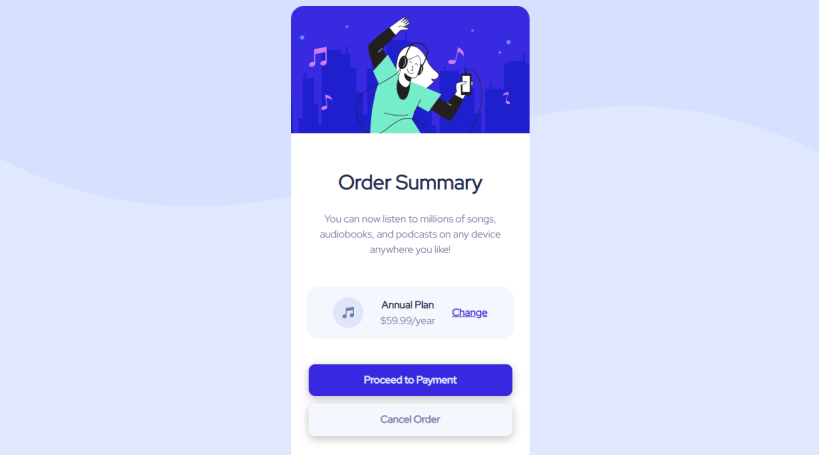 Order Summary
You can now listen to millions of songs,
audiobooks, and podcasts on any device
anywhere you like!
Annual Plan
$59.99/year
Change
Proceed to Payment
Cancel Order